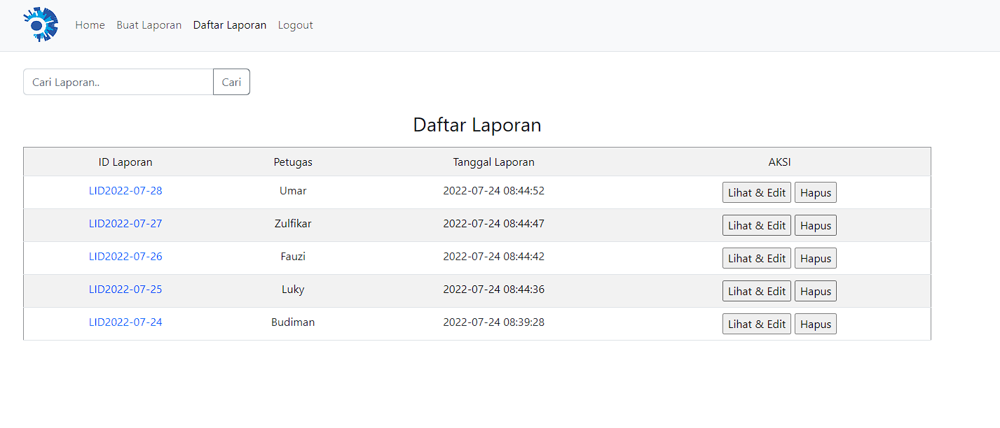 Home Buat Laporan Daftar Laporan Logout
Cari Laporan.. Cari
Daftar Laporan
ID Laporan Petugas Tanggal Laporan AKSI
LID2022-07-28 Umar 2022-07-24 08:44:52 Lihat & Edit Hapus
LID2022-07-27 Zulfikar 2022-07-24 08:44:47 Lihat & Edit Hapus
LID2022-07-26 Fauzi 2022-07-24 08:44:42 Lihat & Edit Hapus
LID2022-07-25 Luky 2022-07-24 08:44:36 Lihat & Edit Hapus
LID2022-07-24 Budiman 2022-07-24 08:39:28 Lihat & Edit Hapus